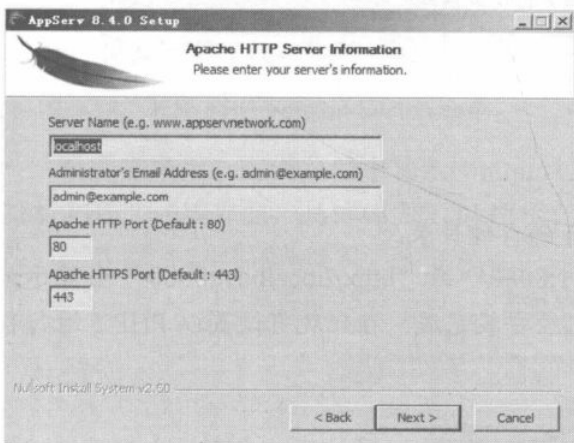 AppServ 8.4.0 Setup
Apache HTTP Server Information
Please enter your server's information.
Server Name (e.g. www.appservnetwork.com)
localhost
Administrator's Email Address (e.g. admin@example.com)
admin@example.com
Apache HTTP Port (Default : 80)
80
Apache HTTPS Port (Default : 443)
443
Nullsoft Install System v2.50
< Back
Next >
Cancel